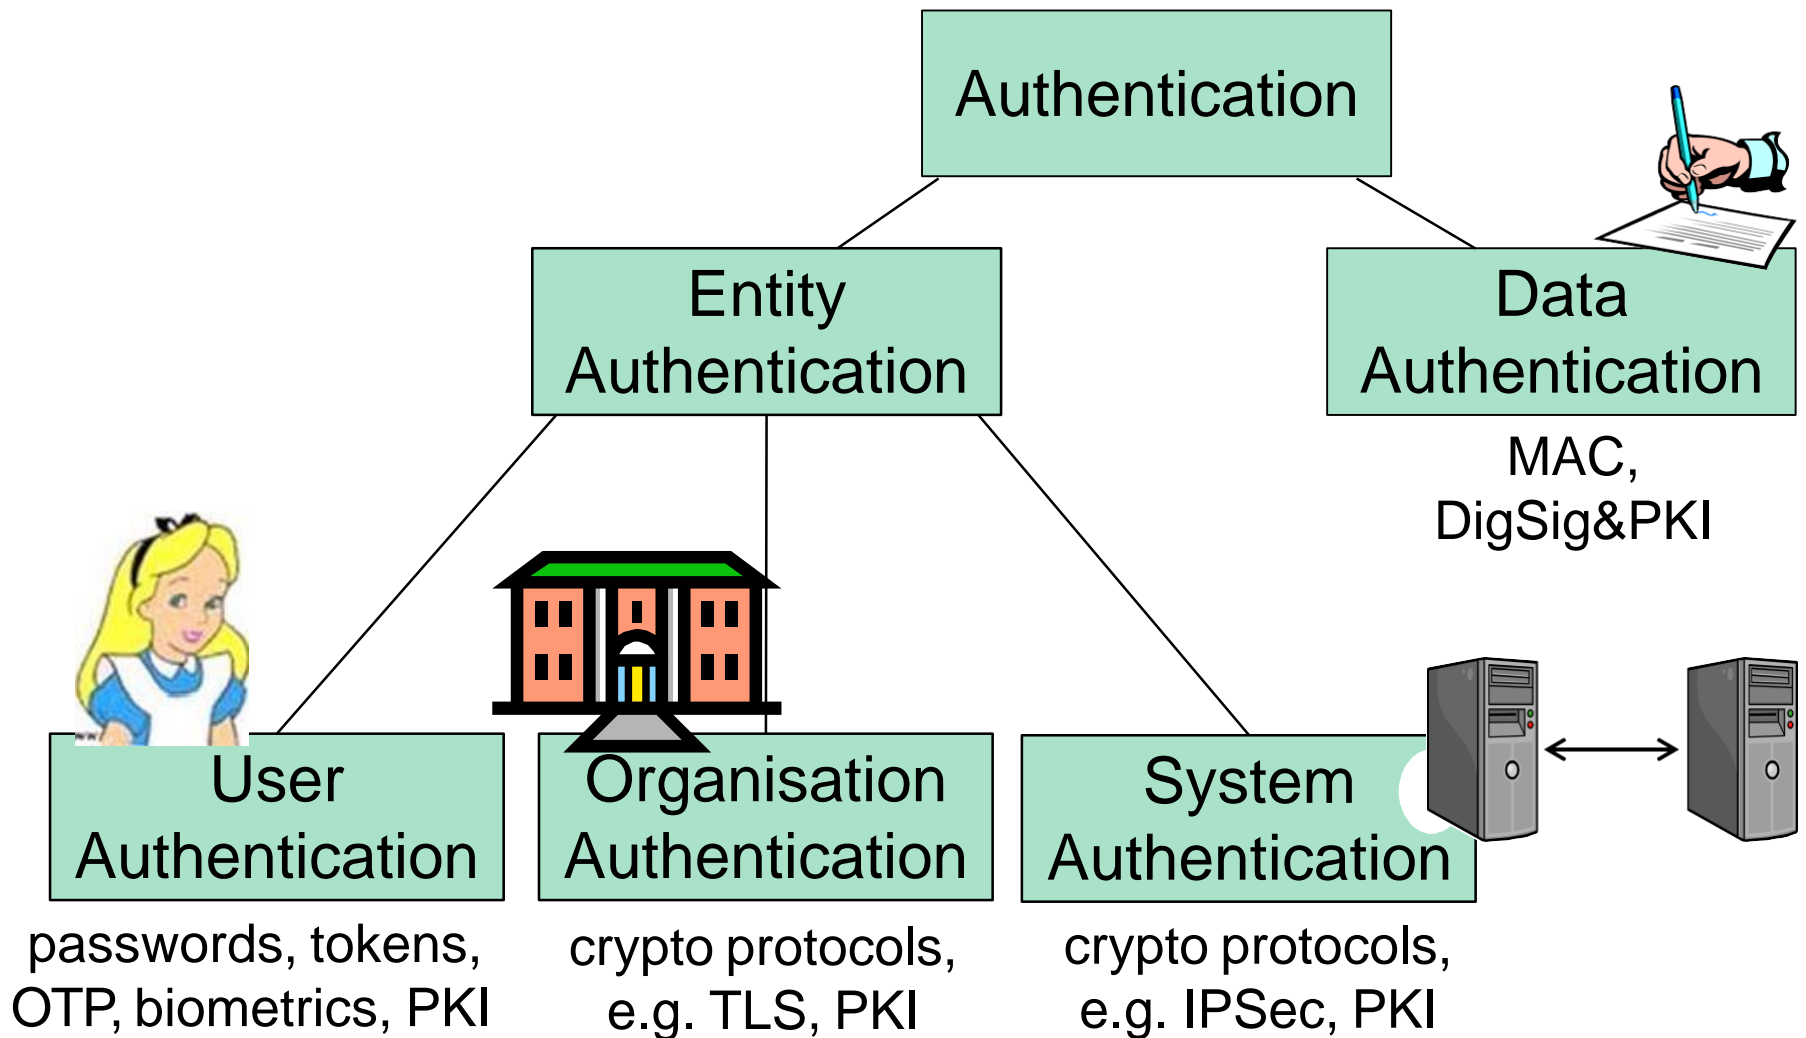 Authentication
Entity
Authentication
Data
Authentication
MAC,
DigSig&PKI
User
Authentication
Organisation
Authentication
System
Authentication
passwords, tokens,
OTP, biometrics, PKI
crypto protocols,
e.g. TLS, PKI
crypto protocols,
e.g. IPSec, PKI